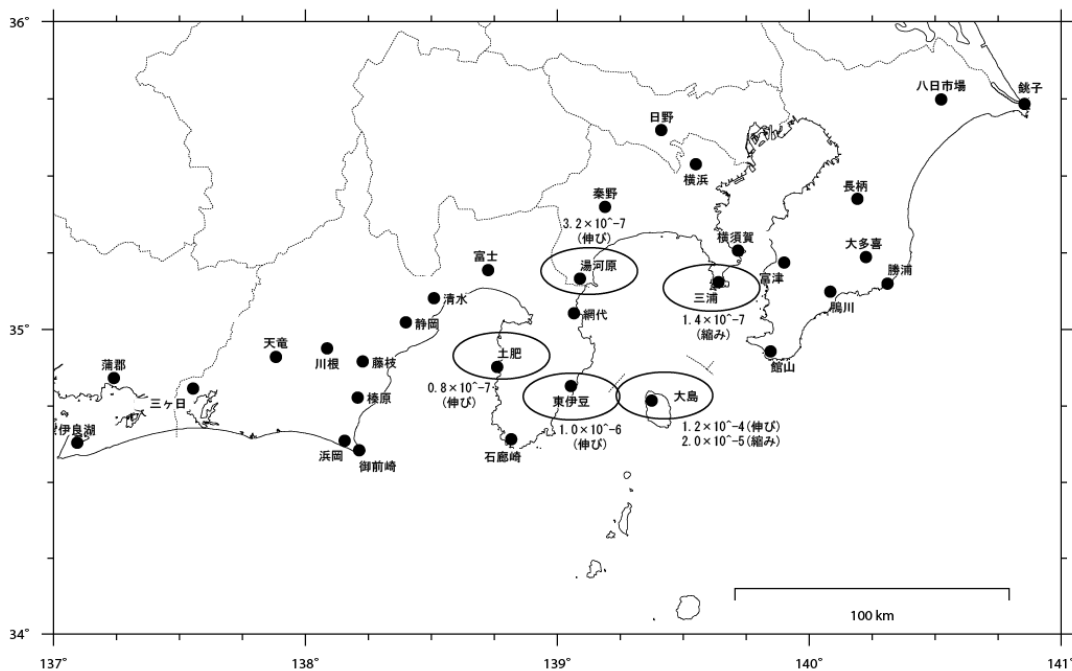 36°
八日市場
銚子
日野
横浜
長柄
秦野
3.2×10^-7
(伸び)
横須賀
大多喜
富士
湯河原
富津
勝浦
清水
三浦
鴨川
静岡
網代
1.4×10^-7
(縮み)
35°
天竜
川根
藤枝
土肥
館山
蒲郡
0.8×10^-7
(伸び)
三ヶ日
榛原
東伊豆
大島
伊良湖
1.0×10^-6
(伸び)
1.2×10^-4(伸び)
2.0×10^-5(縮み)
浜岡
御前崎
石廊崎
100 km
34°
137°
138°
139°
140°
141°